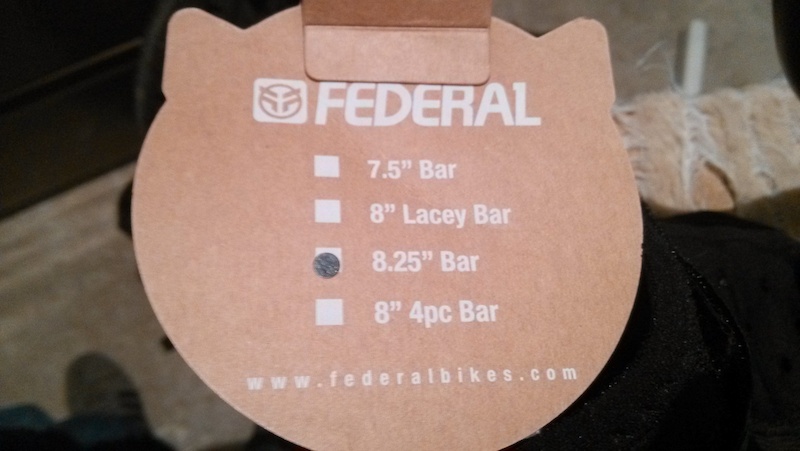 FEDERAL
7.5” Bar
8” Lacey Bar
8.25” Bar
8” 4pc Bar
www.federalbikes.com